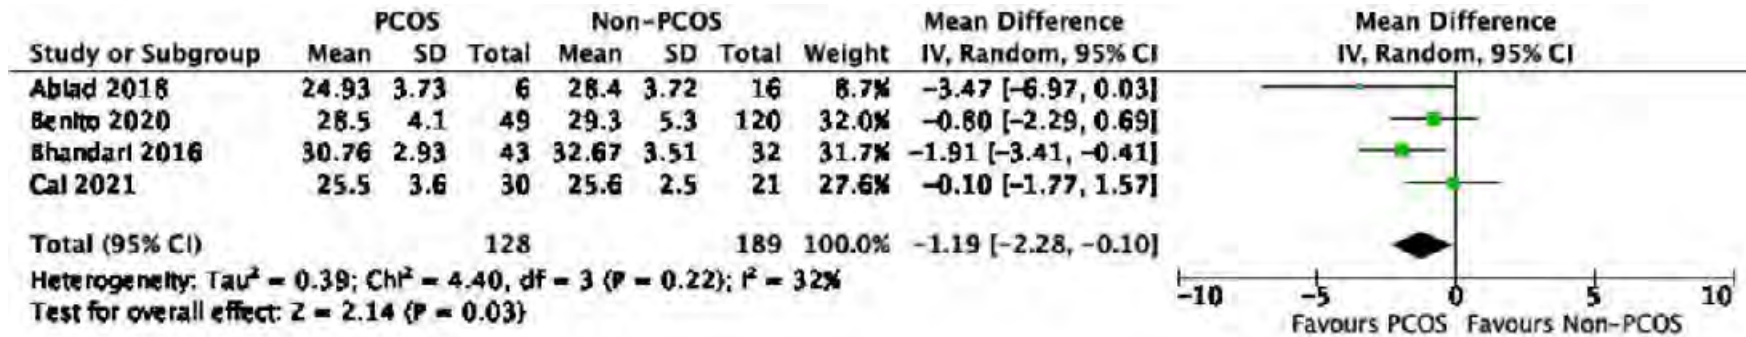 PCOS Non-PCOS Mean Difference Mean Difference
Study or Subgroup Mean SD Total Mean SD Total Weight IV, Random, 95% CI IV, Random, 95% CI
Abiad 2018 24.93 3.73 6 28.4 3.72 16 8.7% -3.47 [-6.97, 0.03]
Benito 2020 28.5 4.1 49 29.3 5.3 120 32.0% -0.80 [-2.29, 0.69]
Bhandari 2016 30.76 2.93 43 32.67 3.51 32 31.7% -1.91 [-3.41, -0.41]
Cai 2021 25.5 3.6 30 25.6 2.5 21 27.6% -0.10 [-1.77, 1.57]
Total (95% CI) 128 189 100.0% -1.19 [-2.28, -0.10]
Heterogeneity: Tau² = 0.39; Chi² = 4.40, df = 3 (P = 0.22); I² = 32%
Test for overall effect: Z = 2.14 (P = 0.03)
-10 -5 0 5 10
Favours PCOS Favours Non-PCOS